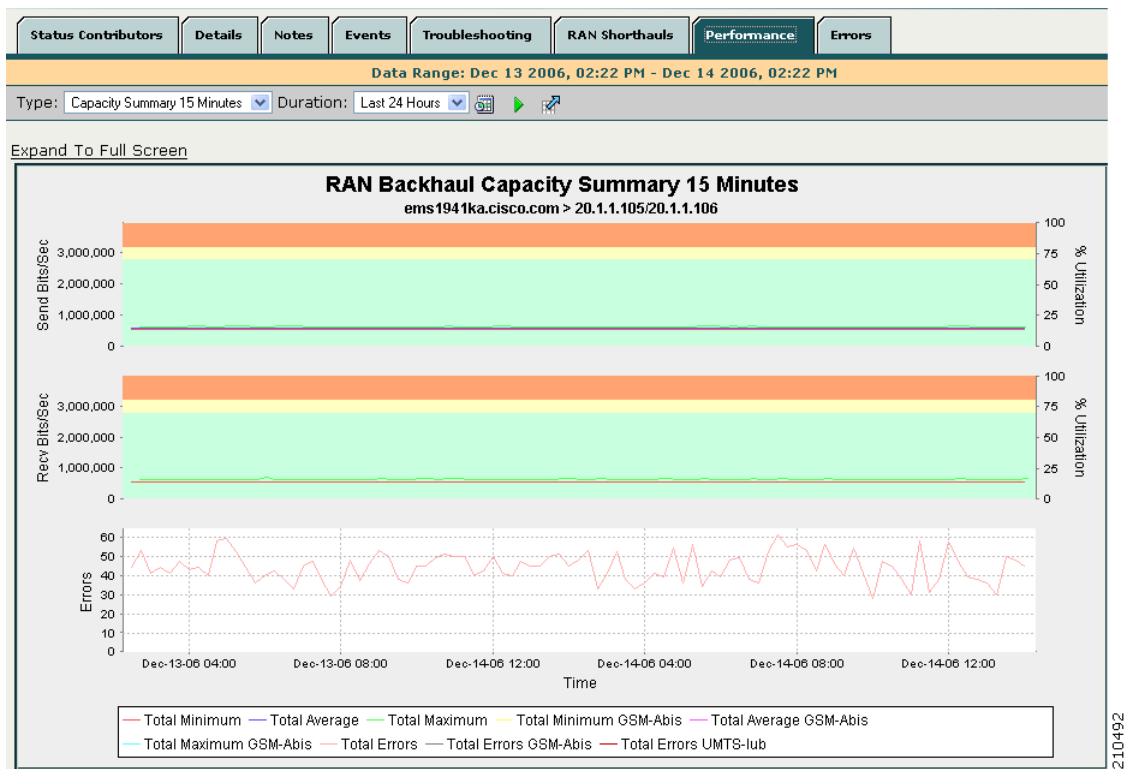 Status Contributors Details Notes Events Troubleshooting RAN Shorthauls Performance Errors
Data Range: Dec 13 2006, 02:22 PM - Dec 14 2006, 02:22 PM
Type: Capacity Summary 15 Minutes Duration: Last 24 Hours
Expand To Full Screen
RAN Backhaul Capacity Summary 15 Minutes
ems1941ka.cisco.com > 20.1.1.105/20.1.1.106
Send Bits/Sec
3,000,000
2,000,000
1,000,000
0
100
75
50
25
0
% Utilization
Recv Bits/Sec
3,000,000
2,000,000
1,000,000
0
100
75
50
25
0
% Utilization
Errors
60
50
40
30
20
10
0
Dec-13-06 04:00 Dec-13-06 08:00 Dec-14-06 12:00 Dec-14-06 04:00 Dec-14-06 08:00 Dec-14-06 12:00
Time
Total Minimum Total Average Total Maximum Total Minimum GSM-Abis Total Average GSM-Abis
Total Maximum GSM-Abis Total Errors Total Errors GSM-Abis Total Errors UMTS-Iub
210492